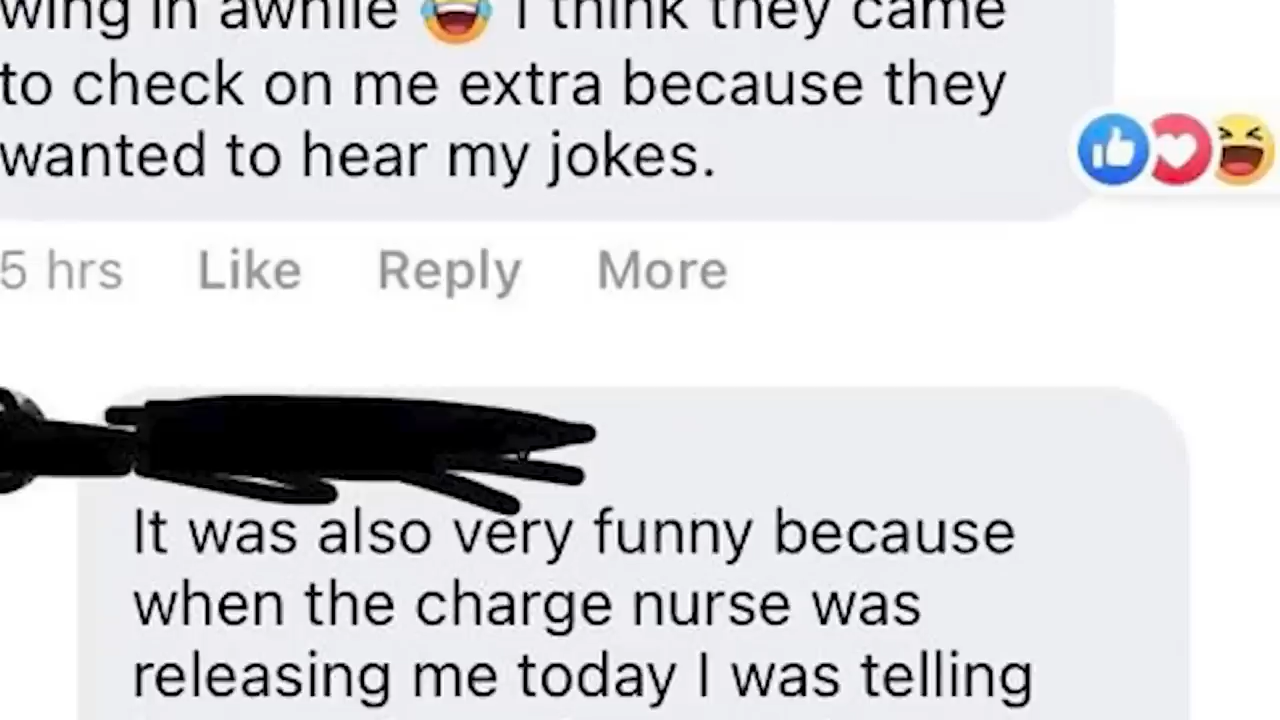 wing in awhile 😂 I think they came
to check on me extra because they
wanted to hear my jokes.
5 hrs Like Reply More
It was also very funny because
when the charge nurse was
releasing me today I was telling